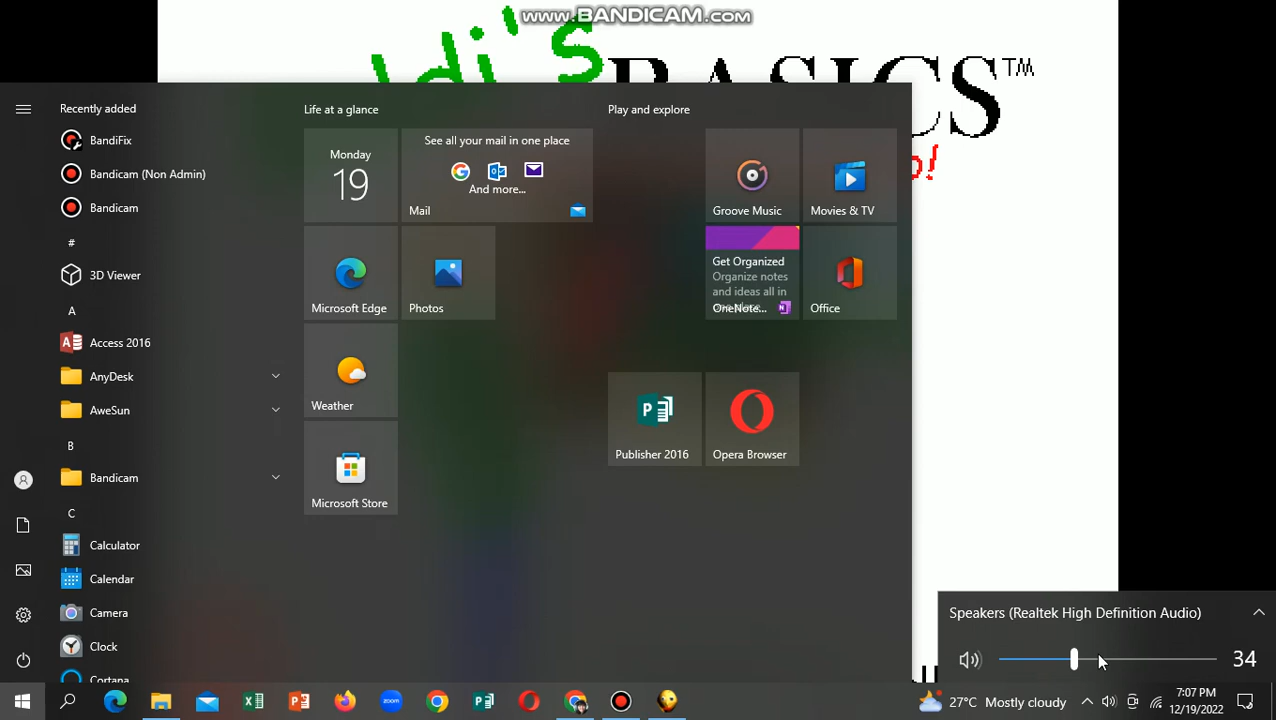 www.BANDICAM.com
ldi's BASICS™
p!
Recently added
BandiFix
Bandicam (Non Admin)
Bandicam
#
3D Viewer
A
Access 2016
AnyDesk
AweSun
B
Bandicam
C
Calculator
Calendar
Camera
Clock
Cortana
Life at a glance
Monday
19
See all your mail in one place
And more...
Mail
Microsoft Edge
Photos
Weather
Microsoft Store
Play and explore
Groove Music
Movies & TV
Get Organized
Organize notes
and ideas all in
OneNote...
Office
Publisher 2016
Opera Browser
Speakers (Realtek High Definition Audio)
34
27°C Mostly cloudy
7:07 PM
12/19/2022